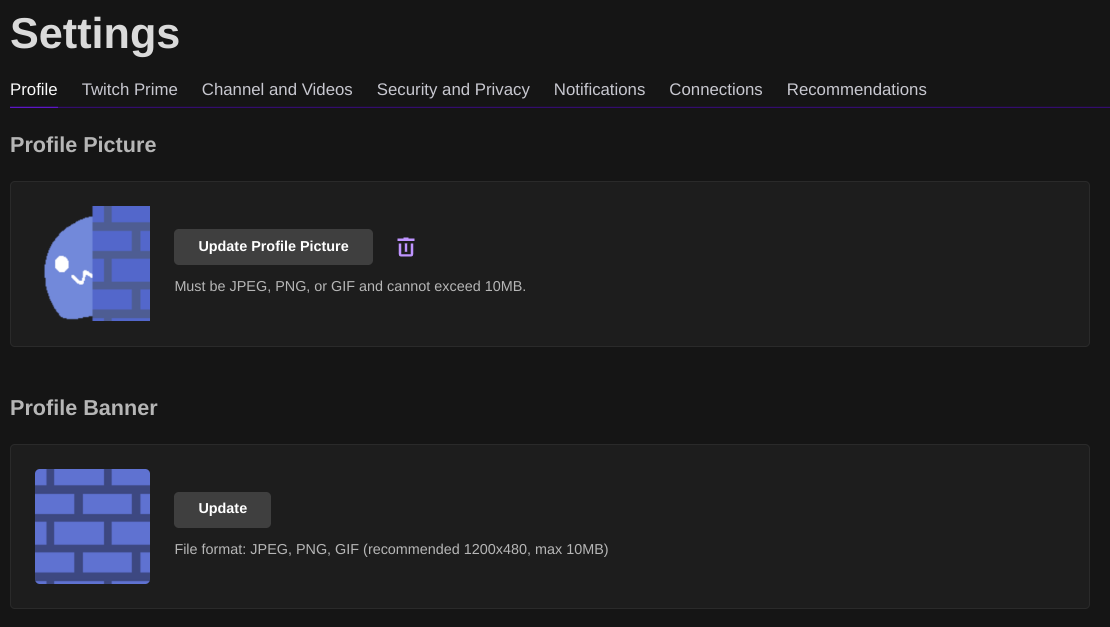 Settings
Profile Twitch Prime Channel and Videos Security and Privacy Notifications Connections Recommendations
Profile Picture
Update Profile Picture
Must be JPEG, PNG, or GIF and cannot exceed 10MB.
Profile Banner
Update
File format: JPEG, PNG, GIF (recommended 1200x480, max 10MB)